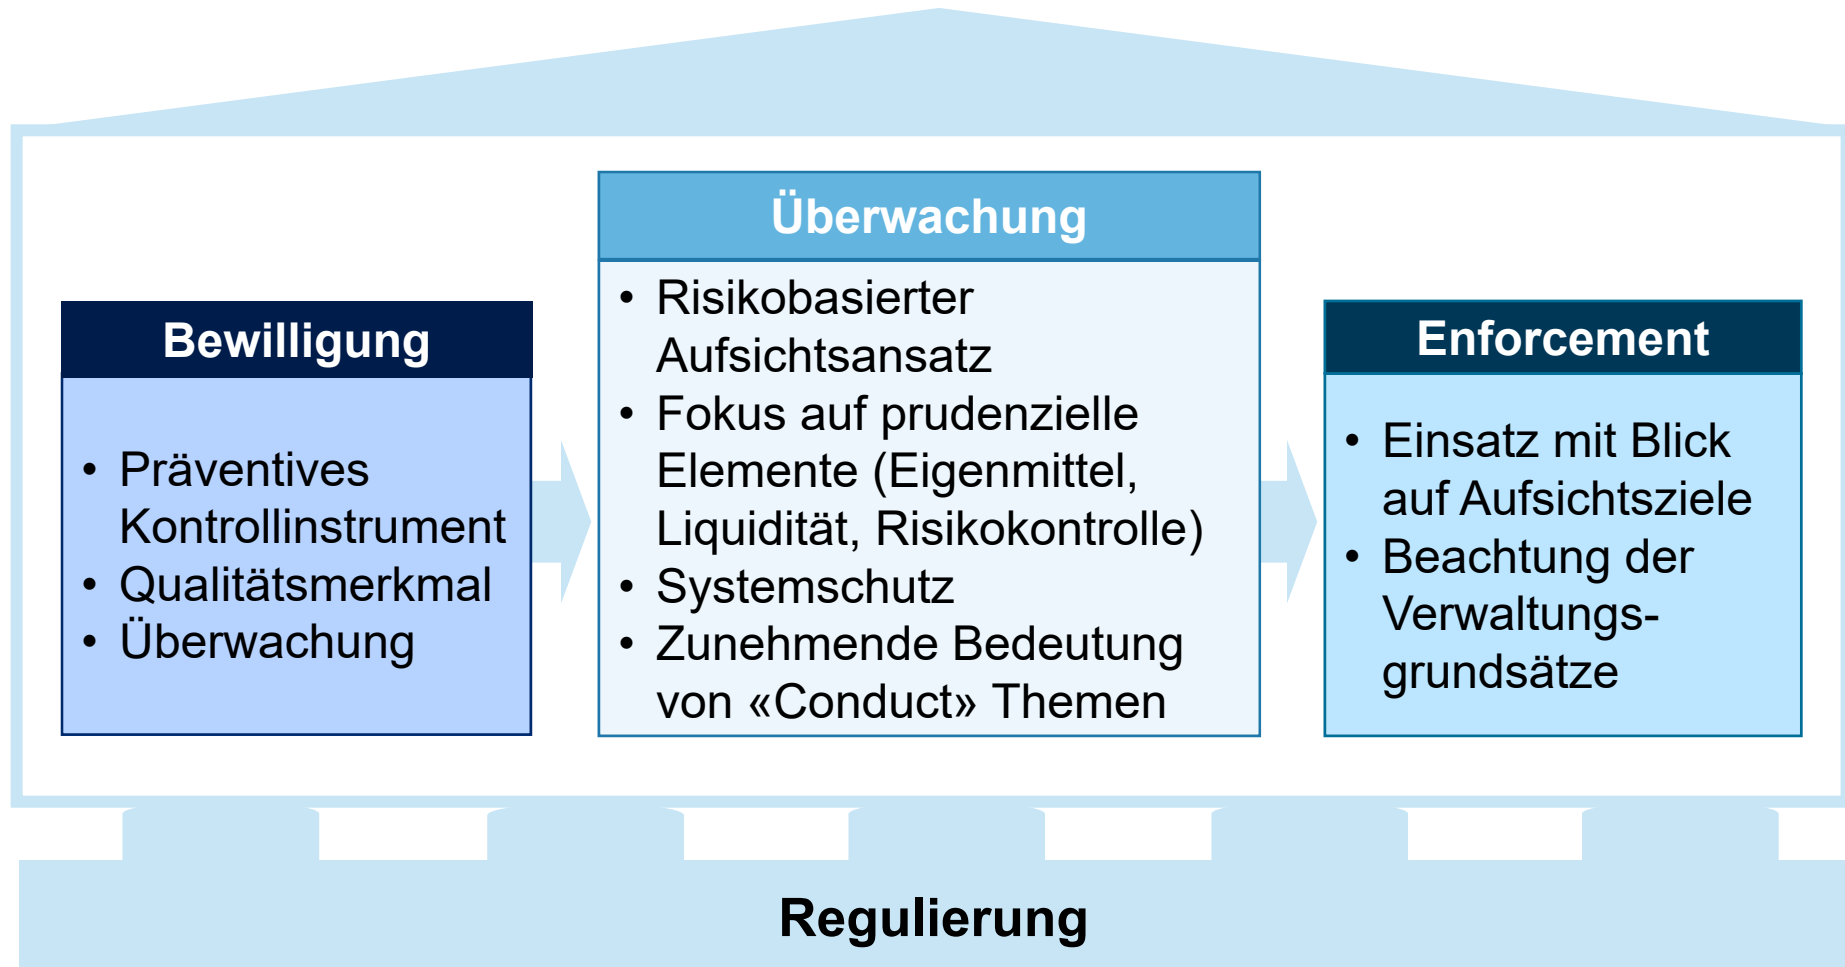 Bewilligung
• Präventives
Kontrollinstrument
• Qualitätsmerkmal
• Überwachung
Überwachung
• Risikobasierter
Aufsichtsansatz
• Fokus auf prudenzielle
Elemente (Eigenmittel,
Liquidität, Risikokontrolle)
• Systemschutz
• Zunehmende Bedeutung
von «Conduct» Themen
Enforcement
• Einsatz mit Blick
auf Aufsichtsziele
• Beachtung der
Verwaltungs-
grundsätze
Regulierung